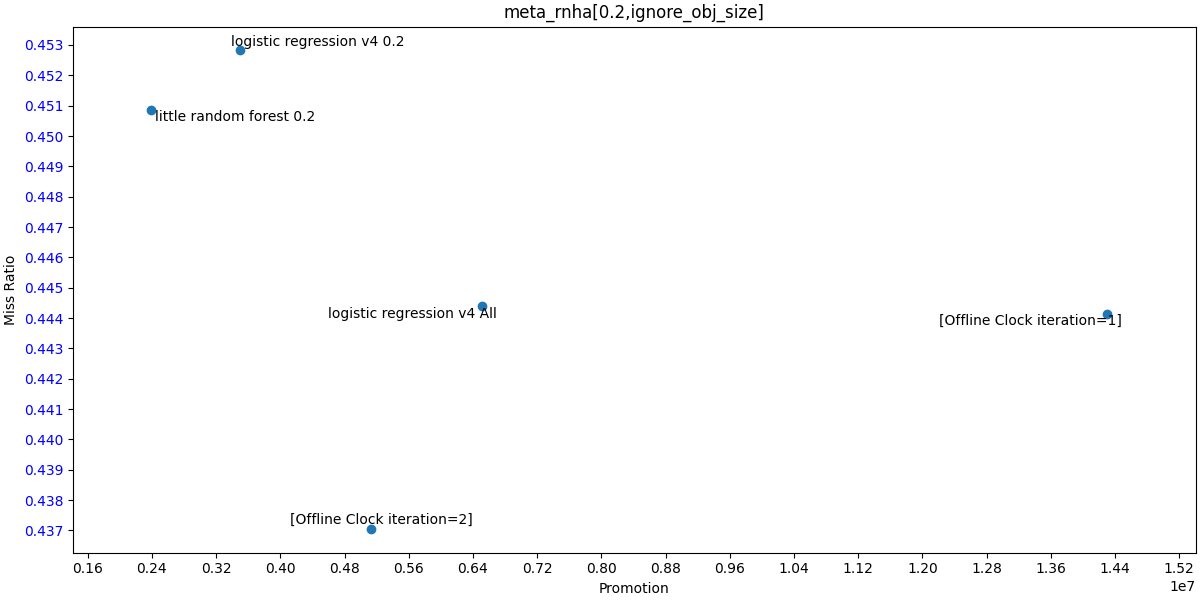 meta_rnha[0.2,ignore_obj_size]
0.453
0.452
0.451
0.450
0.449
0.448
0.447
0.446
0.445
0.444
0.443
0.442
0.441
0.440
0.439
0.438
0.437
Miss Ratio
logistic regression v4 0.2
little random forest 0.2
logistic regression v4 All
[Offline Clock iteration=1]
[Offline Clock iteration=2]
0.16 0.24 0.32 0.40 0.48 0.56 0.64 0.72 0.80 0.88 0.96 1.04 1.12 1.20 1.28 1.36 1.44 1.52
1e7
Promotion